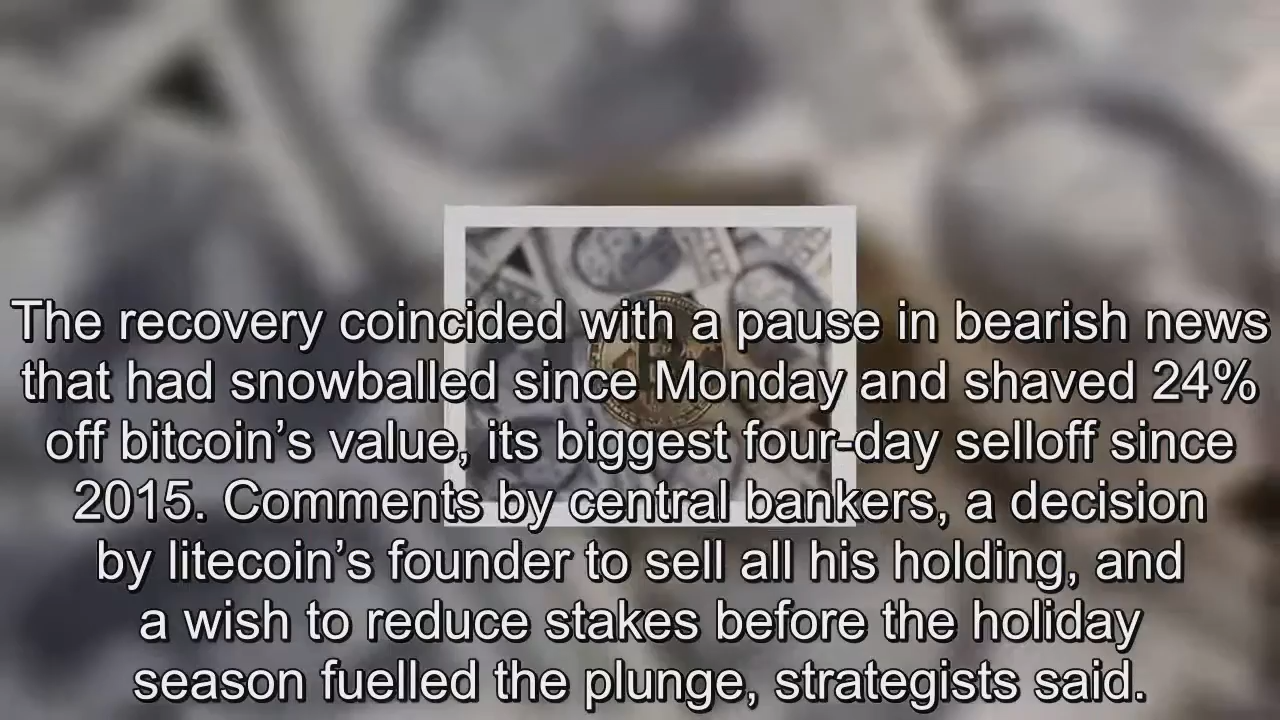 The recovery coincided with a pause in bearish news
that had snowballed since Monday and shaved 24%
off bitcoin’s value, its biggest four-day selloff since
2015. Comments by central bankers, a decision
by litecoin’s founder to sell all his holding, and
a wish to reduce stakes before the holiday
season fuelled the plunge, strategists said.